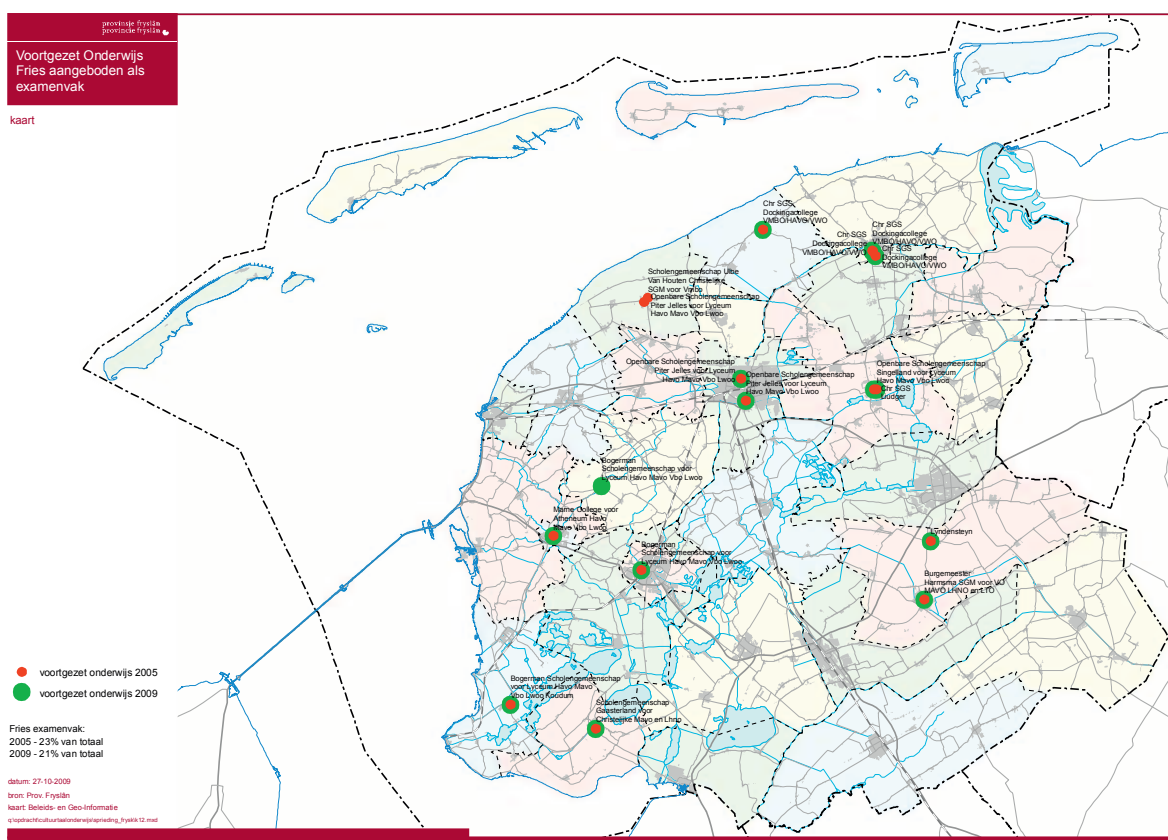 provinsje fryslân
provincie fryslân
Voortgezet Onderwijs
Fries aangeboden als
examenvak
kaart
Chr SGS
Dockingacollege
VMBO/HAVO/VWO
Chr SGS
Dockingacollege
VMBO/HAVO/VWO
Chr SGS
Dockingacollege
VMBO/HAVO/VWO
Chr SGS
Dockingacollege
VMBO/HAVO/VWO
Scholengemeenschap Ulbe
Van Houten Christelijke
SGM voor Vmbo
Openbare Scholengemeenschap
Piter Jelles voor Lyceum
Havo Mavo Vbo Lwoo
Openbare Scholengemeenschap
Piter Jelles voor Lyceum
Havo Mavo Vbo Lwoo
Openbare Scholengemeenschap
Piter Jelles voor Lyceum
Havo Mavo Vbo Lwoo
Openbare Scholengemeenschap
Singelland voor Lyceum
Havo Mavo Vbo Lwoo
Chr SGS
Liudger
Bogerman
Scholengemeenschap voor
Lyceum Havo Mavo Vbo Lwoo
Marne College voor
Atheneum Havo
Mavo Vbo Lwoo
Bogerman
Scholengemeenschap voor
Lyceum Havo Mavo Vbo Lwoo
Lyndensteyn
Burgemeester
Harmsma SGM voor VO
MAVO LHNO en LTO
Bogerman Scholengemeenschap
voor Lyceum Havo Mavo
Vbo Lwoo Koudum
Scholengemeenschap
Gaasterland voor
Christelijke Mavo en Lhno
voortgezet onderwijs 2005
voortgezet onderwijs 2009
Fries examenvak:
2005 - 23% van totaal
2009 - 21% van totaal
datum: 27-10-2009
bron: Prov. Fryslân
kaart: Beleids- en Geo-Informatie